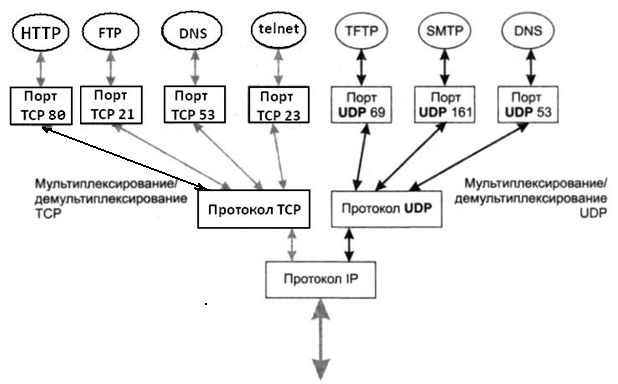 HTTP
FTP
DNS
telnet
TFTP
SMTP
DNS
Порт
TCP 80
Порт
TCP 21
Порт
TCP 53
Порт
TCP 23
Порт
UDP 69
Порт
UDP 161
Порт
UDP 53
Мультиплексирование/
демультиплексирование
TCP
Протокол TCP
Протокол UDP
Мультиплексирование/
демультиплексирование
UDP
Протокол IP